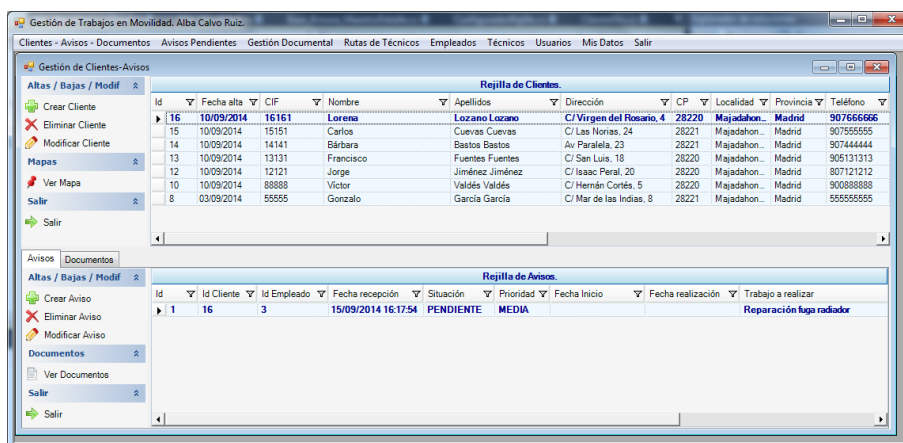 Gestión de Trabajos en Movilidad. Alba Calvo Ruiz.
Clientes - Avisos - Documentos Avisos Pendientes Gestión Documental Rutas de Técnicos Empleados Técnicos Usuarios Mis Datos Salir
Gestión de Clientes-Avisos
Altas / Bajas / Modif
Crear Cliente
Eliminar Cliente
Modificar Cliente
Mapas
Ver Mapa
Salir
Salir
Rejilla de Clientes.
Id Fecha alta CIF Nombre Apellidos Dirección CP Localidad Provincia Teléfono
16 10/09/2014 16161 Lorena Lozano Lozano C/ Virgen del Rosario, 4 28220 Majadahon... Madrid 907666666
15 10/09/2014 15151 Carlos Cuevas Cuevas C/ Las Norias, 24 28221 Majadahon... Madrid 907555555
14 10/09/2014 14141 Bárbara Bastos Bastos Av Paralela, 23 28221 Majadahon... Madrid 907444444
13 10/09/2014 13131 Francisco Fuentes Fuentes C/ San Luis, 18 28220 Majadahon... Madrid 905131313
12 10/09/2014 12121 Jorge Jiménez Jiménez C/ Isaac Peral, 20 28220 Majadahon... Madrid 807121212
10 10/09/2014 88888 Victor Valdés Valdés C/ Hernán Cortés, 5 28220 Majadahon... Madrid 900888888
8 03/09/2014 55555 Gonzalo García García C/ Mar de las Indias, 8 28221 Majadahon... Madrid 555555555
Avisos Documentos
Altas / Bajas / Modif
Crear Aviso
Eliminar Aviso
Modificar Aviso
Documentos
Ver Documentos
Salir
Salir
Rejilla de Avisos.
Id Id Cliente Id Empleado Fecha recepción Situación Prioridad Fecha Inicio Fecha realización Trabajo a realizar
1 16 3 15/09/2014 16:17:54 PENDIENTE MEDIA Reparación fuga radiador